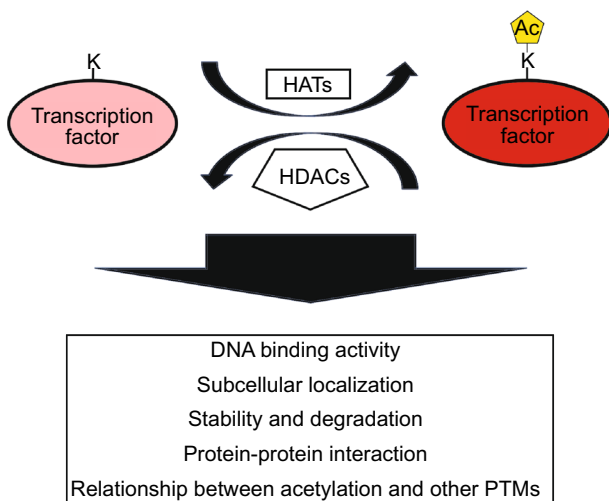 Ac
K
K
HATs
Transcription
factor
Transcription
factor
HDACs
DNA binding activity
Subcellular localization
Stability and degradation
Protein-protein interaction
Relationship between acetylation and other PTMs